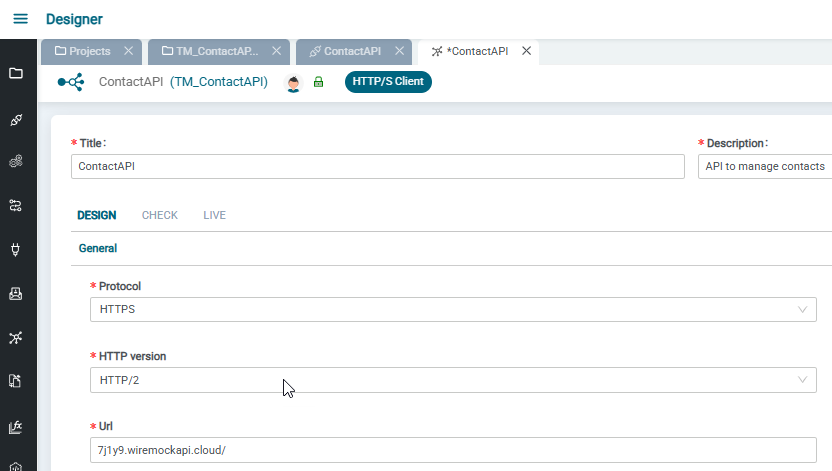 Designer
Projects
TM_ContactAP...
ContactAPI
*ContactAPI
ContactAPI (TM_ContactAPI) HTTP/S Client
* Title:
* Description:
ContactAPI
API to manage contacts
DESIGN CHECK LIVE
General
* Protocol
HTTPS
* HTTP version
HTTP/2
* Url
7j1y9.wiremockapi.cloud/